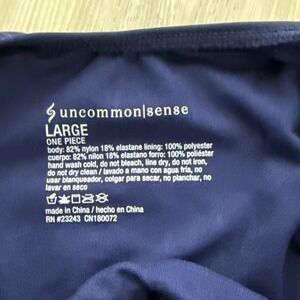 uncommon|sense
LARGE
ONE PIECE
body: 82% nylon 18% elastane lining: 100% polyester
cuerpo: 82% nilon 18% elastano forro: 100% poliéster
hand wash cold, do not bleach, line dry, do not iron,
do not dry clean / lavado a mano con agua tria, no
usar blanqueador, colgar para secar, no planchar, no
lavar en seco
made in China / hecho en China
RN #23243 CN180072